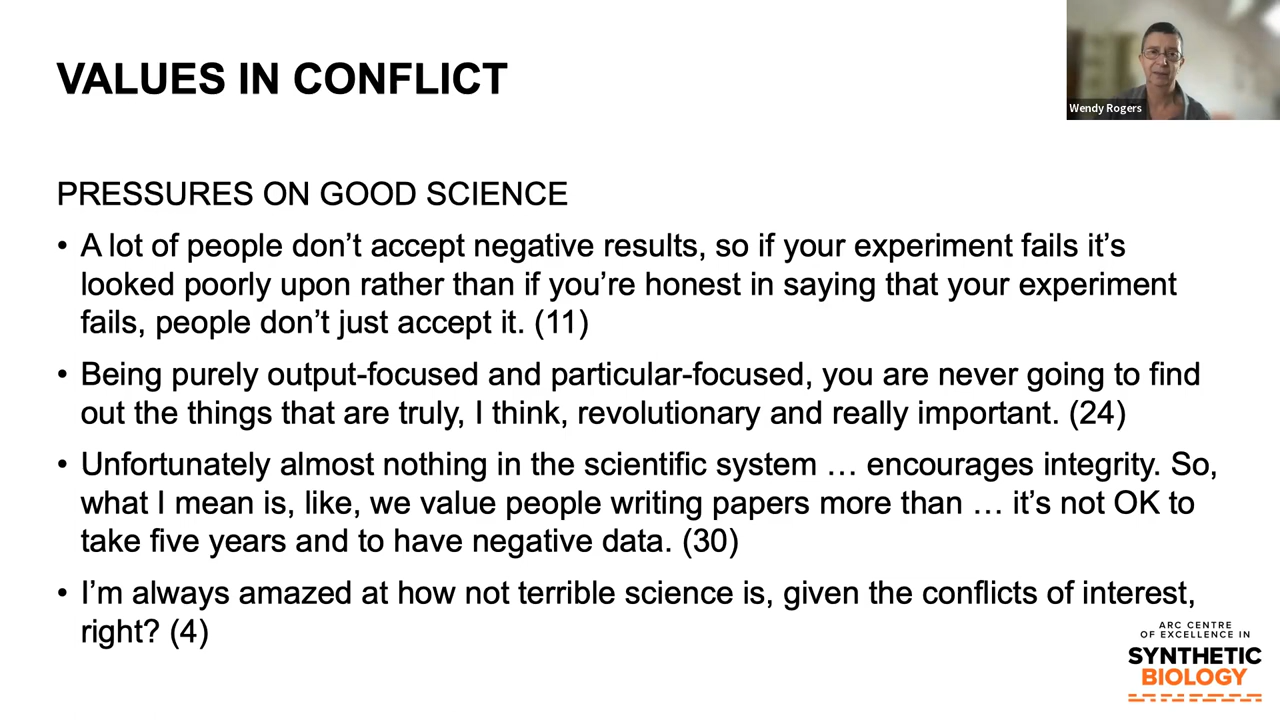 VALUES IN CONFLICT
Wendy Rogers
PRESSURES ON GOOD SCIENCE
• A lot of people don’t accept negative results, so if your experiment fails it’s
looked poorly upon rather than if you’re honest in saying that your experiment
fails, people don’t just accept it. (11)
• Being purely output-focused and particular-focused, you are never going to find
out the things that are truly, I think, revolutionary and really important. (24)
• Unfortunately almost nothing in the scientific system … encourages integrity. So,
what I mean is, like, we value people writing papers more than … it’s not OK to
take five years and to have negative data. (30)
• I’m always amazed at how not terrible science is, given the conflicts of interest,
right? (4)
ARC CENTRE
OF EXCELLENCE IN
SYNTHETIC
BIOLOGY